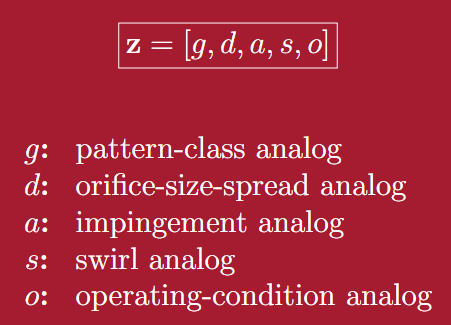 z = [g, d, a, s, o]
g: pattern-class analog
d: orifice-size-spread analog
a: impingement analog
s: swirl analog
o: operating-condition analog